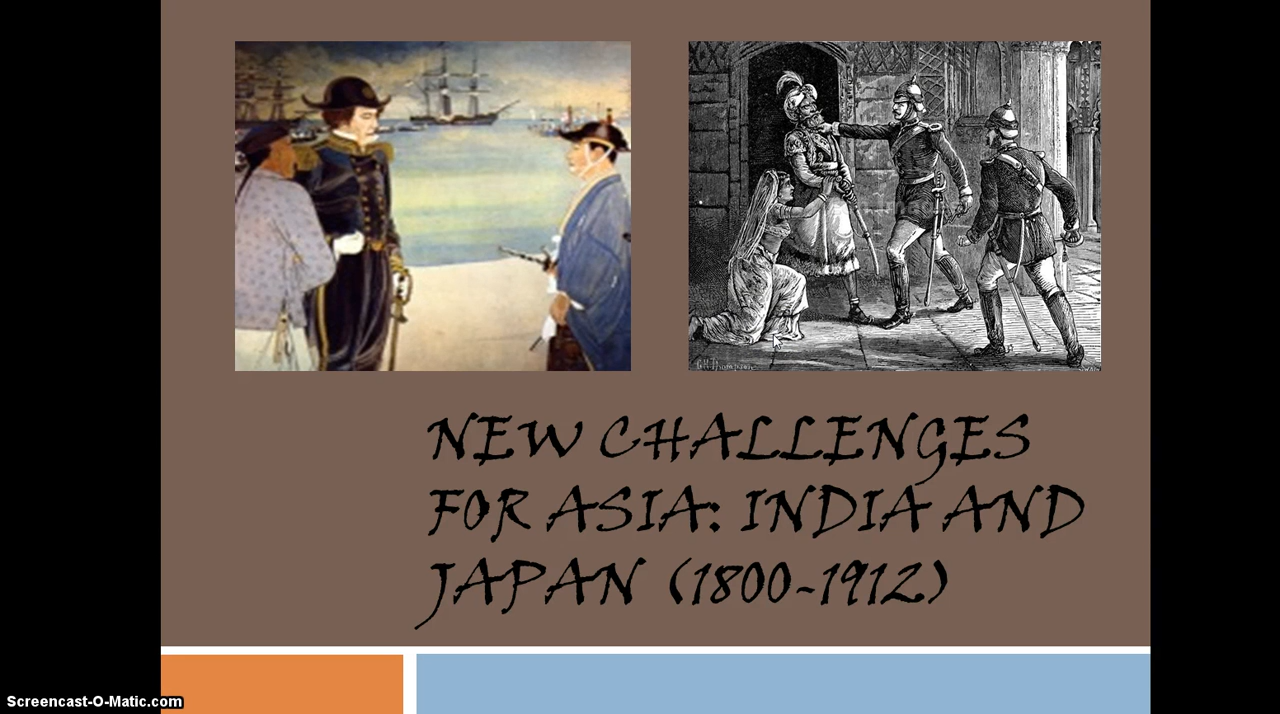 NEW CHALLENGES
FOR ASIA: INDIA AND
JAPAN (1800-1912)
Screencast-O-Matic.com